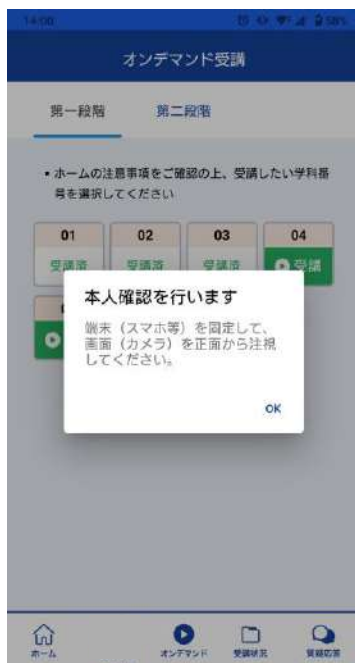 14:00
58%
オンデマンド受講
第一段階
第二段階
• ホームの注意事項をご確認の上、受講したい学科番
号を選択してください
01
02
03
04
受講済
受講済
受講済
受講
本人確認を行います
端末（スマホ等）を固定して、
画面（カメラ）を正面から注視
してください。
OK
ホーム
オンデマンド
受講状況
質疑応答